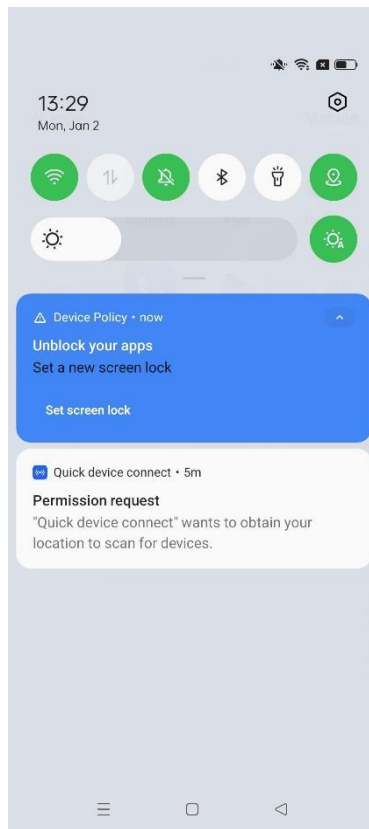 13:29
Mon, Jan 2
Device Policy • now
Unblock your apps
Set a new screen lock
Set screen lock
Quick device connect • 5m
Permission request
"Quick device connect" wants to obtain your
location to scan for devices.